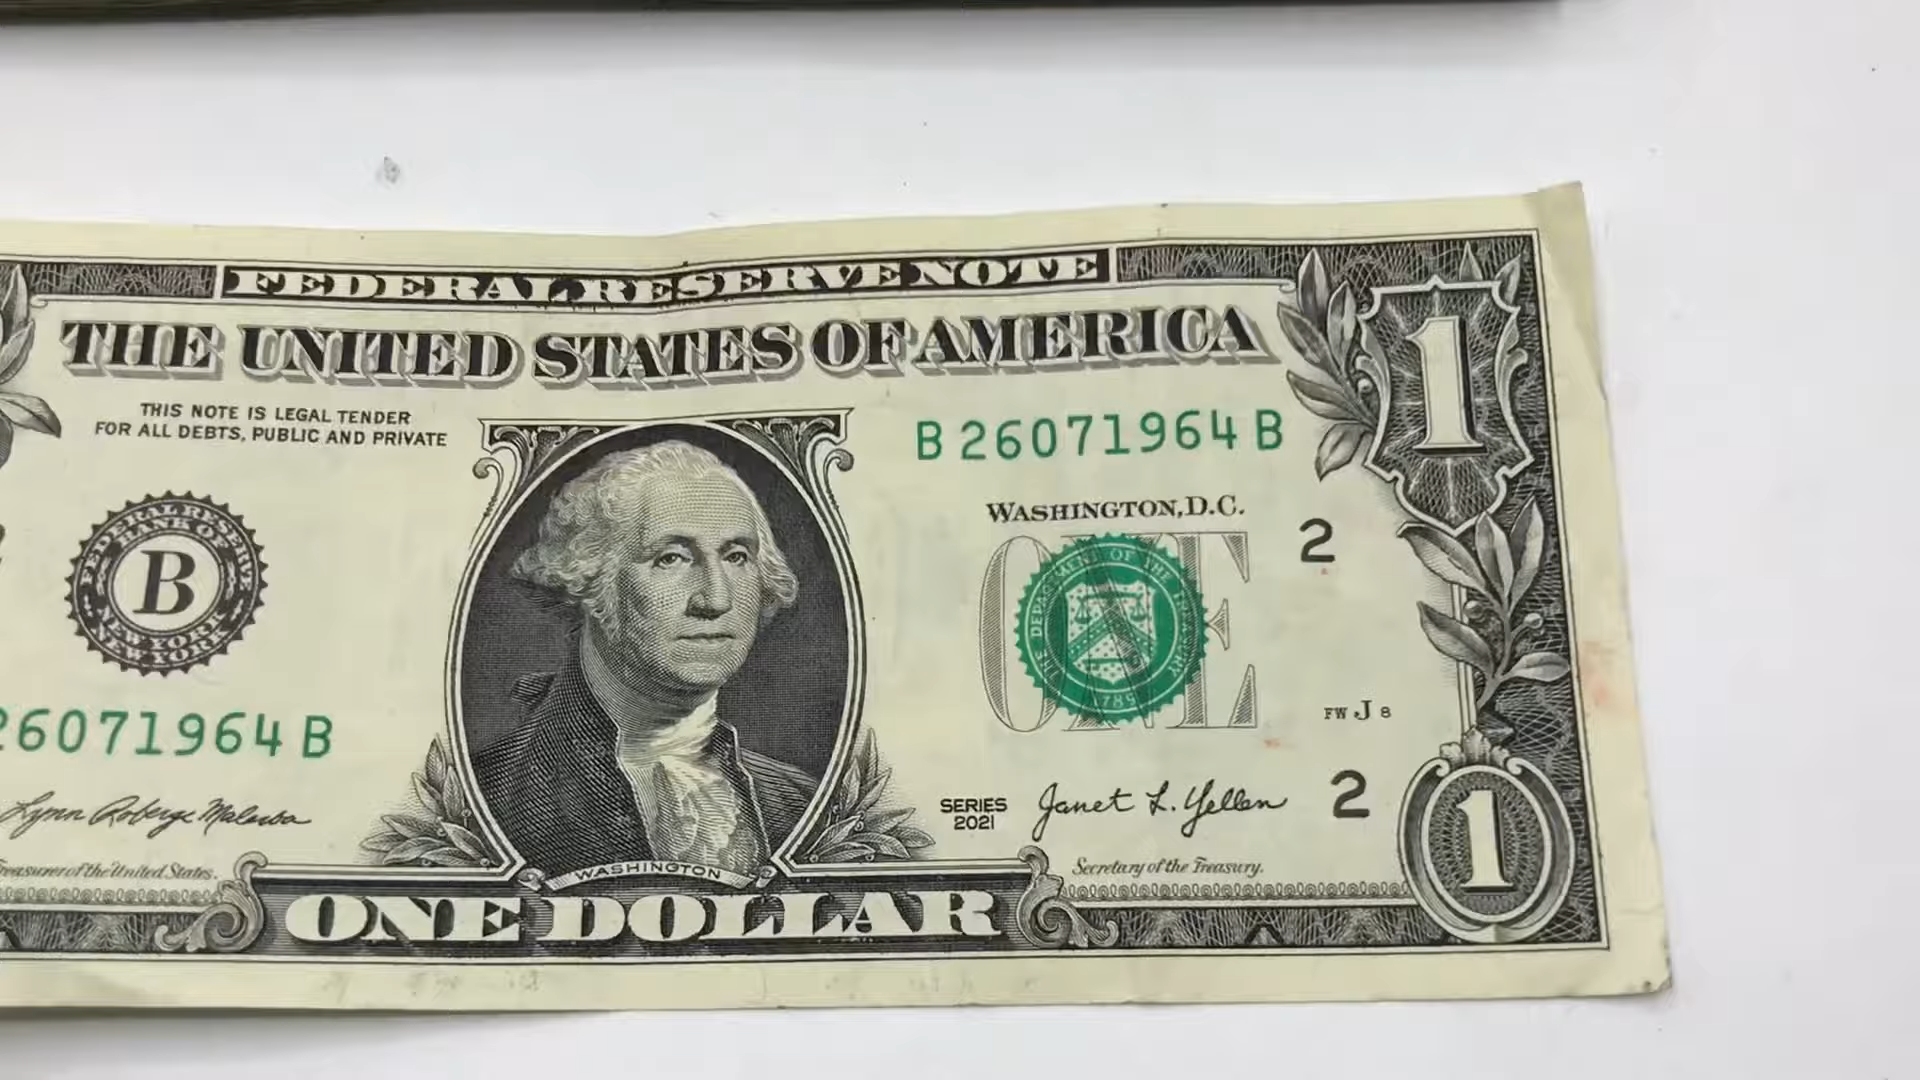 FEDERAL RESERVE NOTE
THE UNITED STATES OF AMERICA
THIS NOTE IS LEGAL TENDER
FOR ALL DEBTS, PUBLIC AND PRIVATE
B 26071964 B
WASHINGTON, D.C.
1
2
FEDERAL RESERVE
BANK OF
B
NEW YORK
NEW YORK
ONE
THE DEPARTMENT OF THE TREASURY
1789
FW J 8
26071964 B
Lynn Roberge Malerba
Treasurer of the United States.
SERIES
2021
Janet L. Yellen
2
Secretary of the Treasury.
WASHINGTON
ONE DOLLAR
1